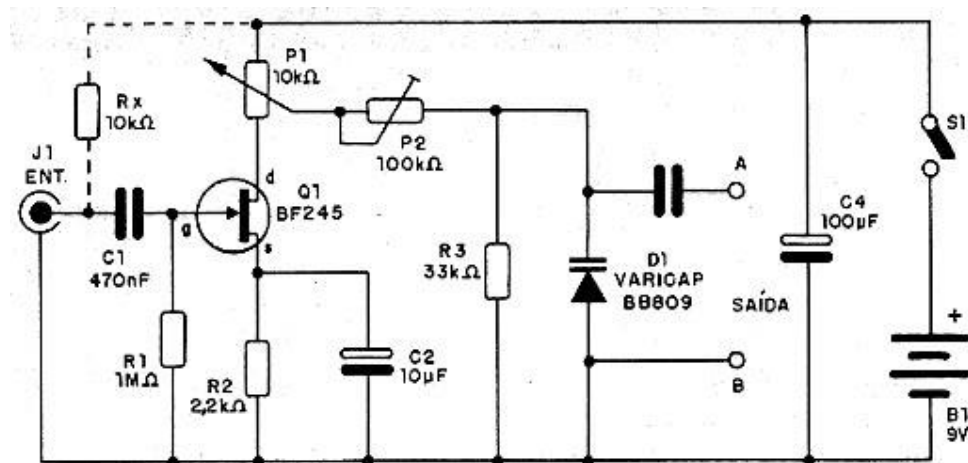 P1
10kΩ
Rx
10kΩ
J1
ENT.
P2
100kΩ
S1
A
d
Q1
BF245
g
s
C1
470nF
C4
100µF
R3
33kΩ
D1
VARICAP
BB809
SAÍDA
+
R1
1MΩ
R2
2,2kΩ
C2
10µF
B
B1
9V